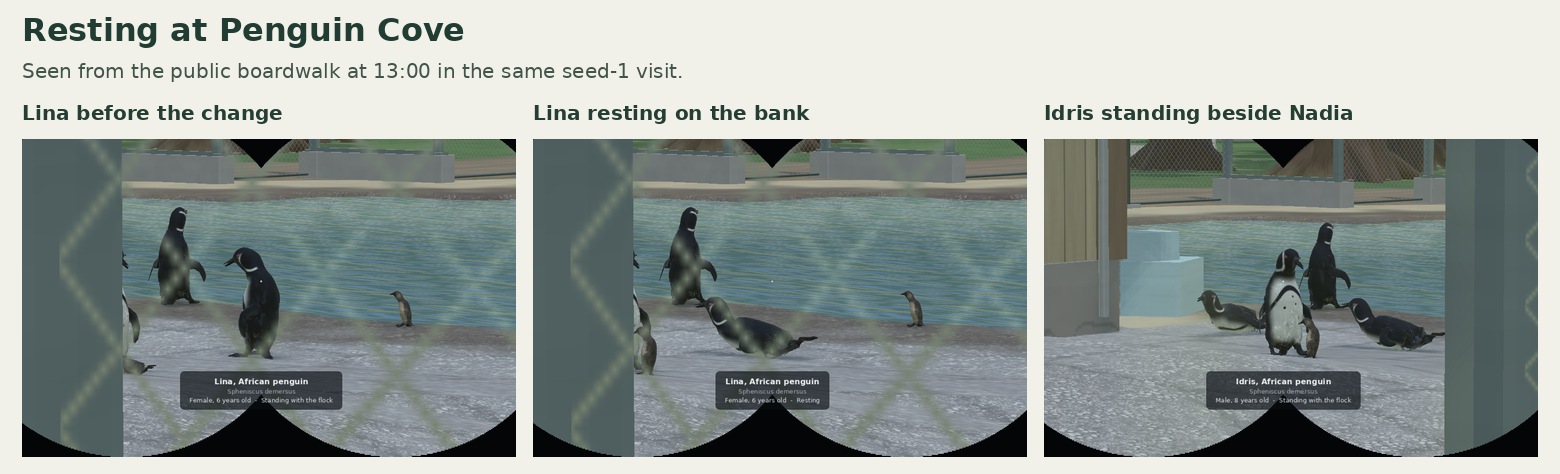 Resting at Penguin Cove
Seen from the public boardwalk at 13:00 in the same seed-1 visit.
Lina before the change
Lina resting on the bank
Idris standing beside Nadia
Lina, African penguin
Spheniscus demersus
Female, 6 years old - Standing with the flock
Lina, African penguin
Spheniscus demersus
Female, 6 years old - Resting
Idris, African penguin
Spheniscus demersus
Male, 8 years old - Standing with the flock